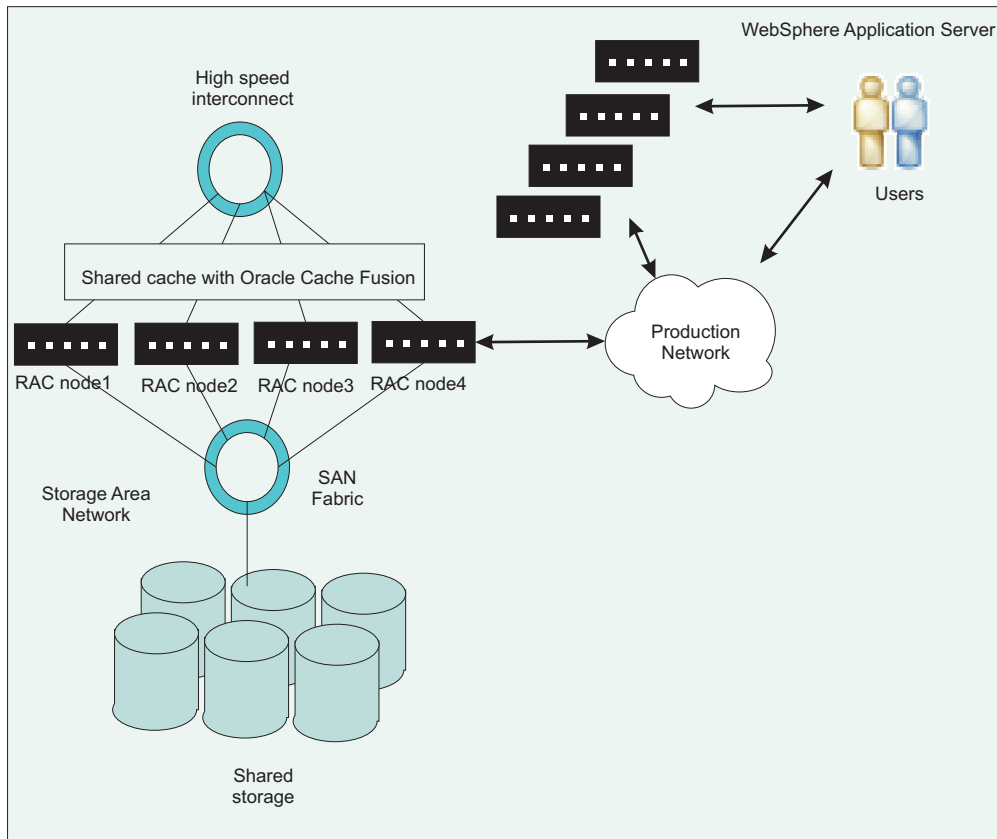 WebSphere Application Server
High speed
interconnect
Users
Shared cache with Oracle Cache Fusion
Production
Network
RAC node1
RAC node2
RAC node3
RAC node4
Storage Area
Network
SAN
Fabric
Shared
storage